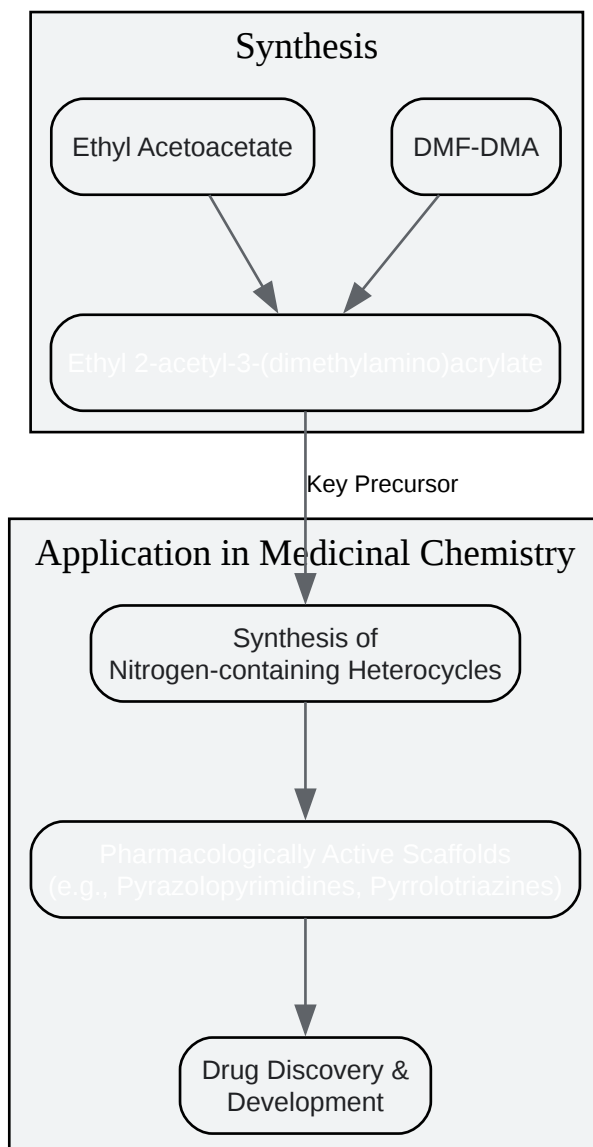 Synthesis
Ethyl Acetoacetate
DMF-DMA
Ethyl 2-acetyl-3-(dimethylamino)acrylate
Key Precursor
Application in Medicinal Chemistry
Synthesis of
Nitrogen-containing Heterocycles
Pharmacologically Active Scaffolds
(e.g., Pyrazolopyrimidines, Pyrrolotriazines)
Drug Discovery &
Development